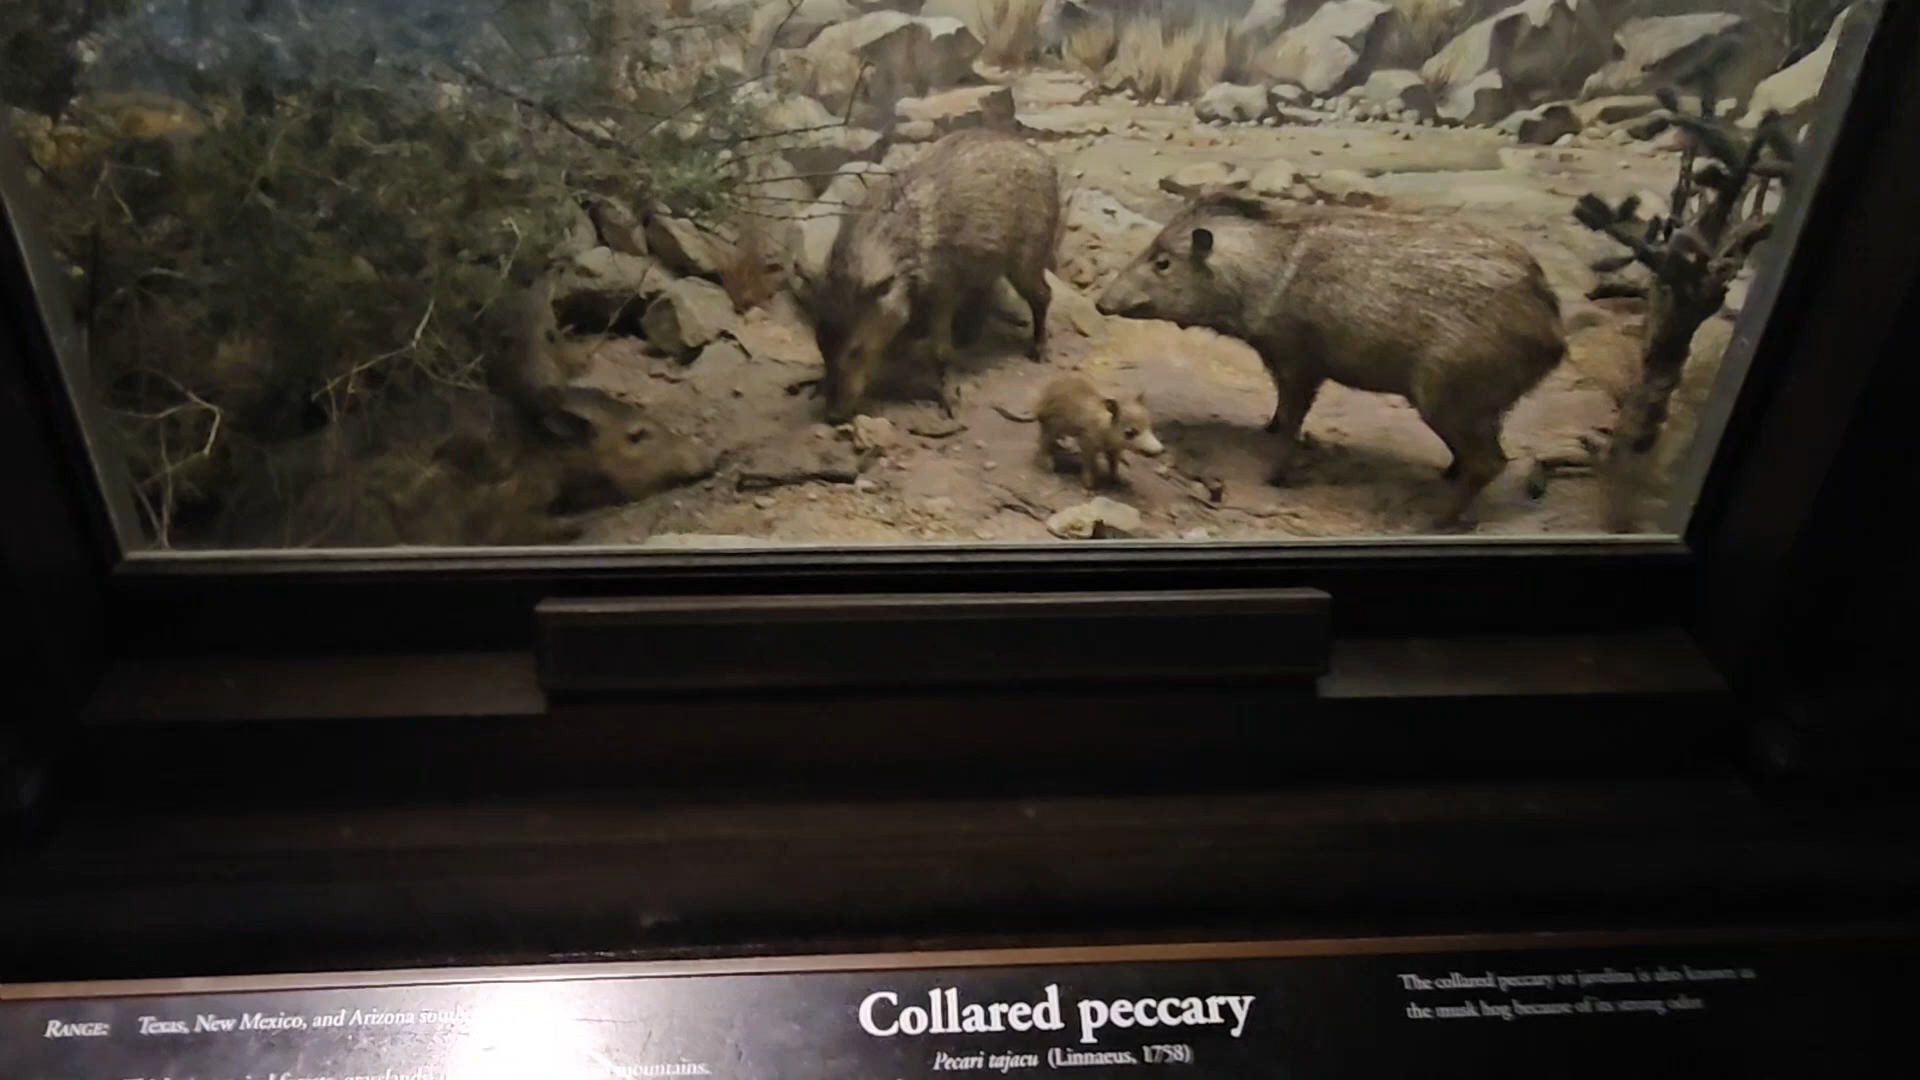 RANGE: Texas, New Mexico, and Arizona
mountains.
Collared peccary
Pecari tajacu (Linnaeus, 1758)
The collared peccary or javelina is also known as
the musk hog because of its strong odor